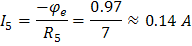 I₅ = −φₑ / R₅ = 0.97 / 7 ≈ 0.14 A